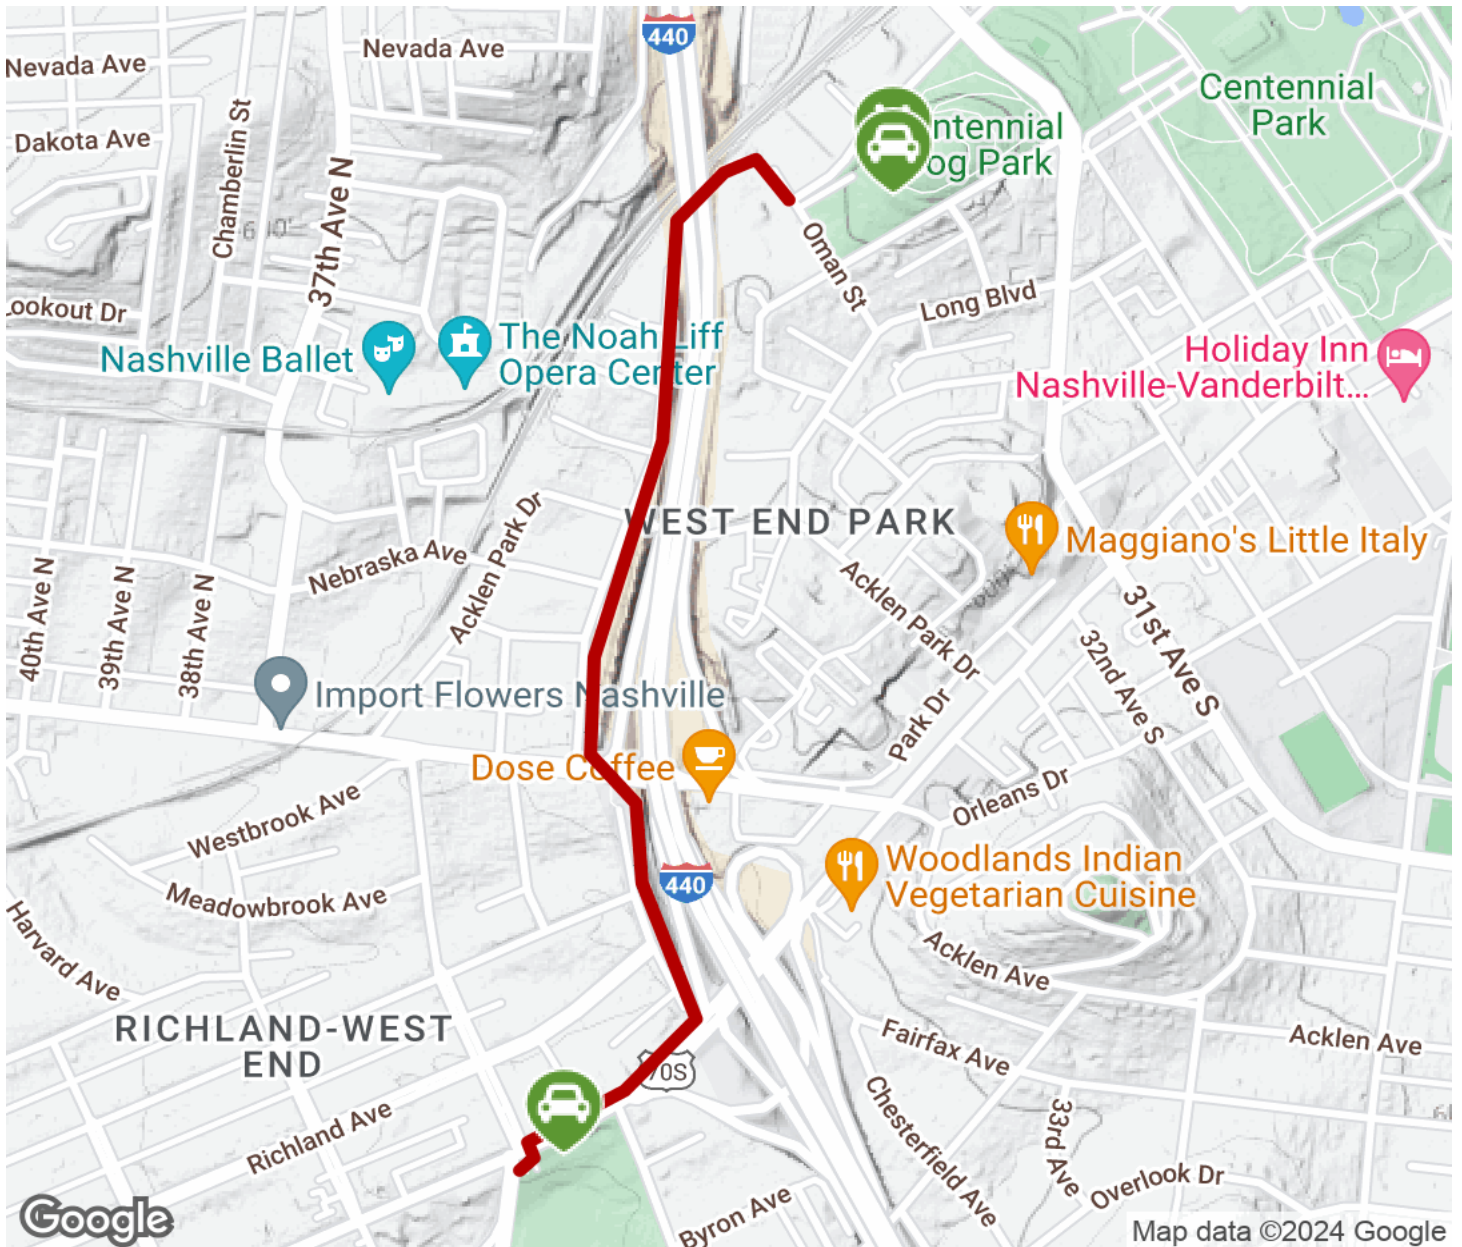 440
Nevada Ave
Nevada Ave
Centennial
Park
Chamberlin St
ntennial
og Park
Dakota Ave
37th Ave N
Oman St
Long Blvd
ookout Dr
Nashville Ballet
The Noah Liff
Opera Center
Holiday Inn
Nashville-Vanderbilt...
WEST END PARK
Maggiano's Little Italy
Acklen Park Dr
Nebraska Ave
40th Ave N
39th Ave N
38th Ave N
Acklen Park Dr
31st Ave S
32nd Ave S
Park Dr
Import Flowers Nashville
Dose Coffee
Orleans Dr
Westbrook Ave
Woodlands Indian
Vegetarian Cuisine
440
Meadowbrook Ave
Harvard Ave
Acklen Ave
RICHLAND-WEST
END
Fairfax Ave
Acklen Ave
70S
Richland Ave
Chesterfield Ave
33rd Ave
Overlook Dr
Byron Ave
Google
Map data ©2024 Google